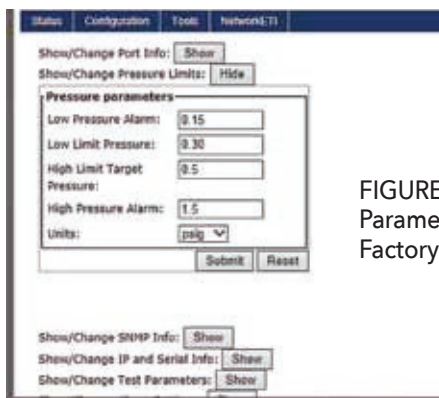 Status Configuration Tools NetworkETI
Show/Change Port Info: Show
Show/Change Pressure Limits: Hide
Pressure parameters
Low Pressure Alarm: 0.15
Low Limit Pressure: 0.30
High Limit Target Pressure: 0.5
High Pressure Alarm: 1.5
Units: psig
Submit Reset
FIGURE
Parame
Factory
Show/Change SNMP Info: Show
Show/Change IP and Serial Info: Show
Show/Change Test Parameters: Show